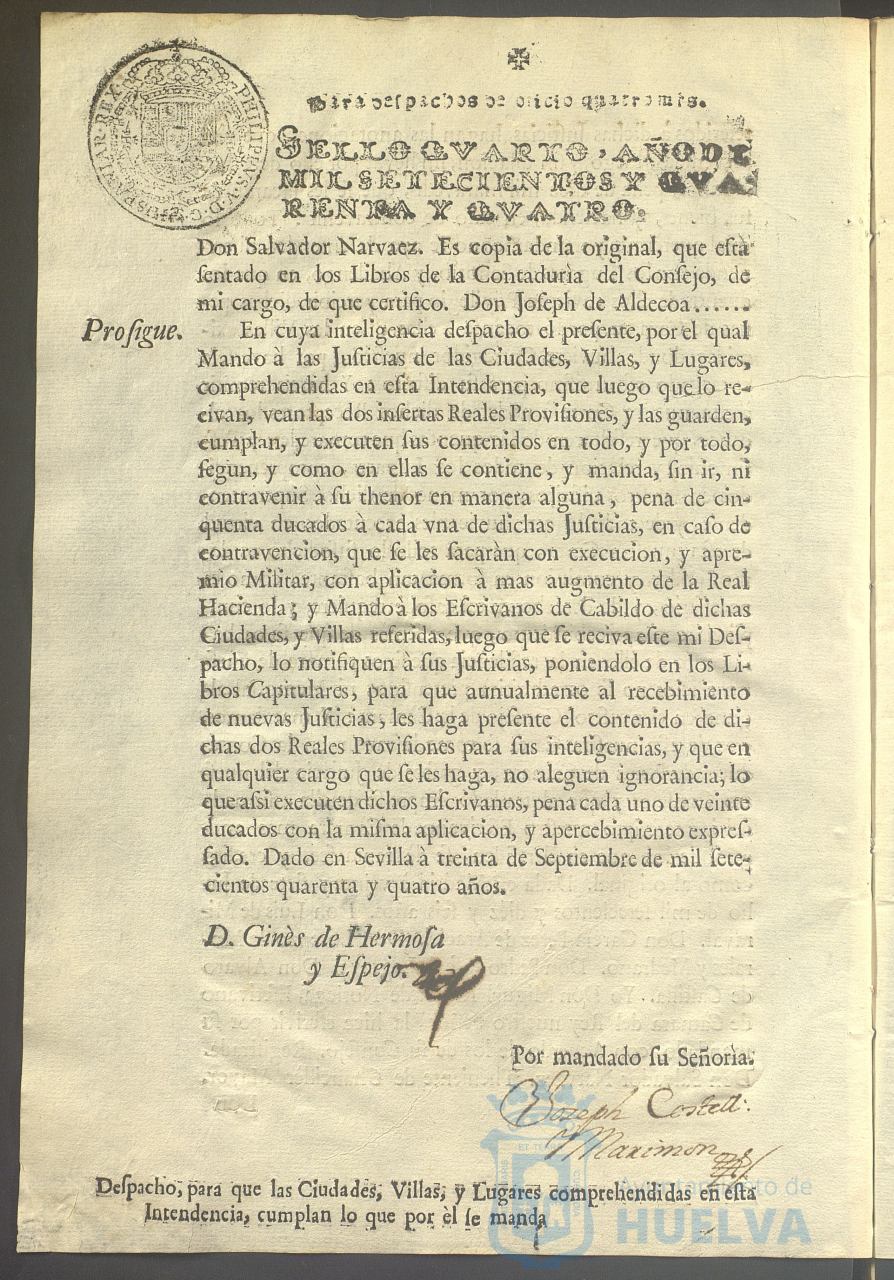 PHILIPPVS.V.D.G.HISPANIAR.REX
Para despachos de oficio quatro mrs.
SELLO QVARTO, AÑO DE
MIL SETECIENTOS Y QVA-
RENTA Y QVATRO.
Don Salvador Narvaez. Es copia de la original, que està
ſentado en los Libros de la Contadurìa del Conſejo, de
mi cargo, de que certifico. Don Joſeph de Aldecoa......
Proſigue.
En cuya inteligencia deſpacho el preſente, por el qual
Mando à las Juſticias de las Ciudades, Villas, y Lugares,
comprehendidas en eſta Intendencia, que luego que lo re-
civan, vean las dos inſertas Reales Proviſiones, y las guarden,
cumplan, y executen ſus contenidos en todo, y por todo,
ſegun, y como en ellas ſe contiene, y manda, ſin ir, ni
contravenir à ſu thenor en manera alguna, pena de cin-
quenta ducados à cada vna de dichas Juſticias, en caſo de
contravencion, que ſe les ſacaràn con execucion, y apre-
mio Militar, con aplicacion à mas augmento de la Real
Hacienda; y Mando à los Eſcrivanos de Cabildo de dichas
Ciudades, y Villas referidas, luego que ſe reciva eſte mi Deſ-
pacho, lo notifiquen à ſus Juſticias, poniendolo en los Li-
bros Capitulares, para que aunualmente al recebimiento
de nuevas Juſticias, les haga preſente el contenido de di-
chas dos Reales Proviſiones para ſus inteligencias, y que en
qualquier cargo que ſe les haga, no aleguen ignorancia; lo
que aſsi executen dichos Eſcrivanos, pena cada uno de veinte
ducados con la miſma aplicacion, y apercebimiento expreſ-
ſado. Dado en Sevilla à treinta de Septiembre de mil ſete-
cientos quarenta y quatro años.
D. Ginès de Hermoſa
y Eſpejo.
Por mandado ſu Señorìa.
Joseph Costell.
Maximon
Deſpacho, para que las Ciudades, Villas, y Lugares comprehendidas en eſta
Intendencia, cumplan lo que por èl ſe manda
Ayuntamiento de
HUELVA